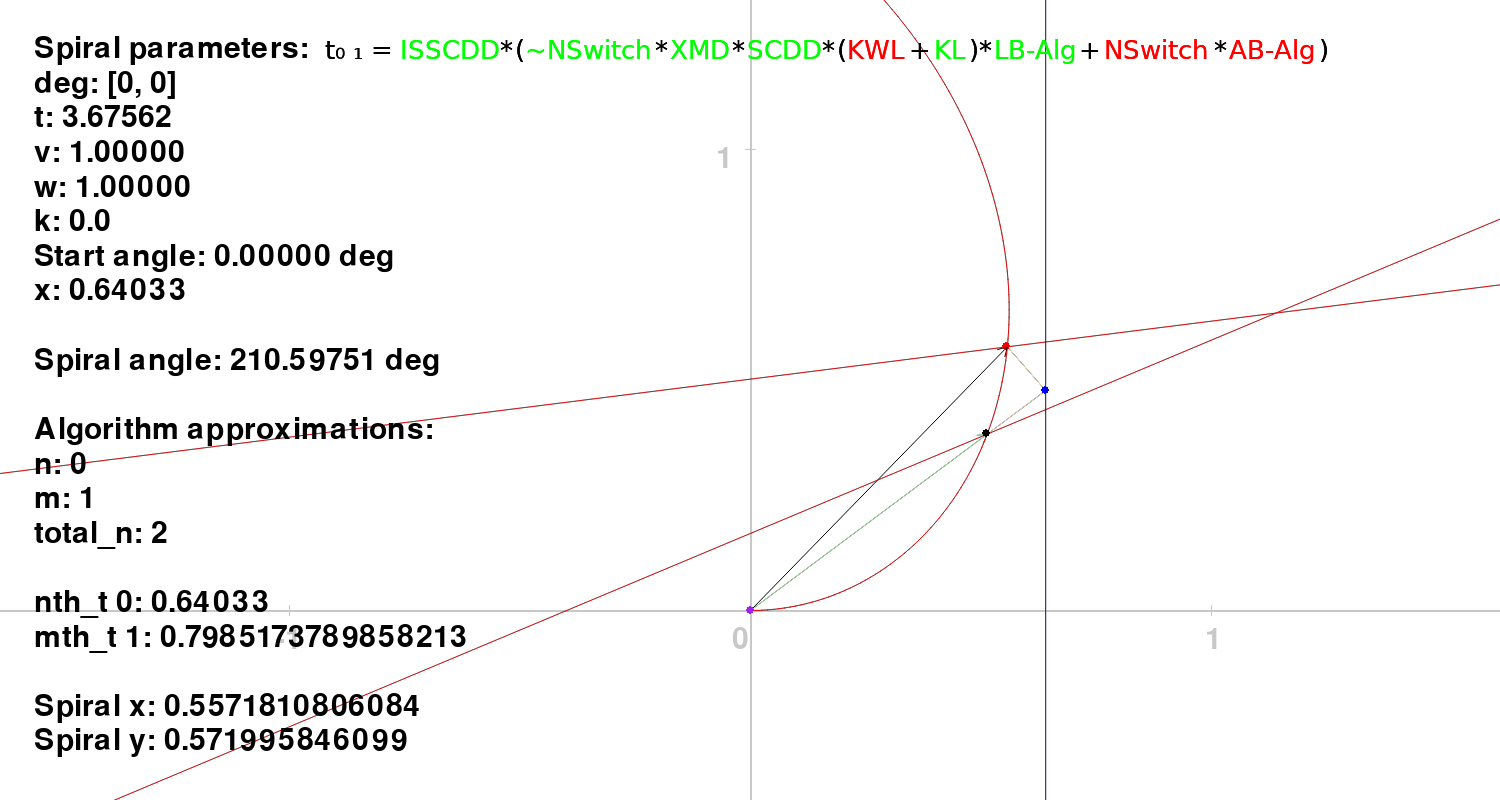 Spiral parameters: t₀ ₁ = ISSCDD*(~NSwitch*XMD*SCDD*(KWL+KL)*LB-Alg+NSwitch*AB-Alg)
deg: [0, 0]
t: 3.67562
v: 1.00000
w: 1.00000
k: 0.0
Start angle: 0.00000 deg
x: 0.64033
Spiral angle: 210.59751 deg
Algorithm approximations:
n: 0
m: 1
total_n: 2
nth_t 0: 0.64033
mth_t 1: 0.7985173789858213
Spiral x: 0.5571810806084
Spiral y: 0.571995846099
1
0
1
-1